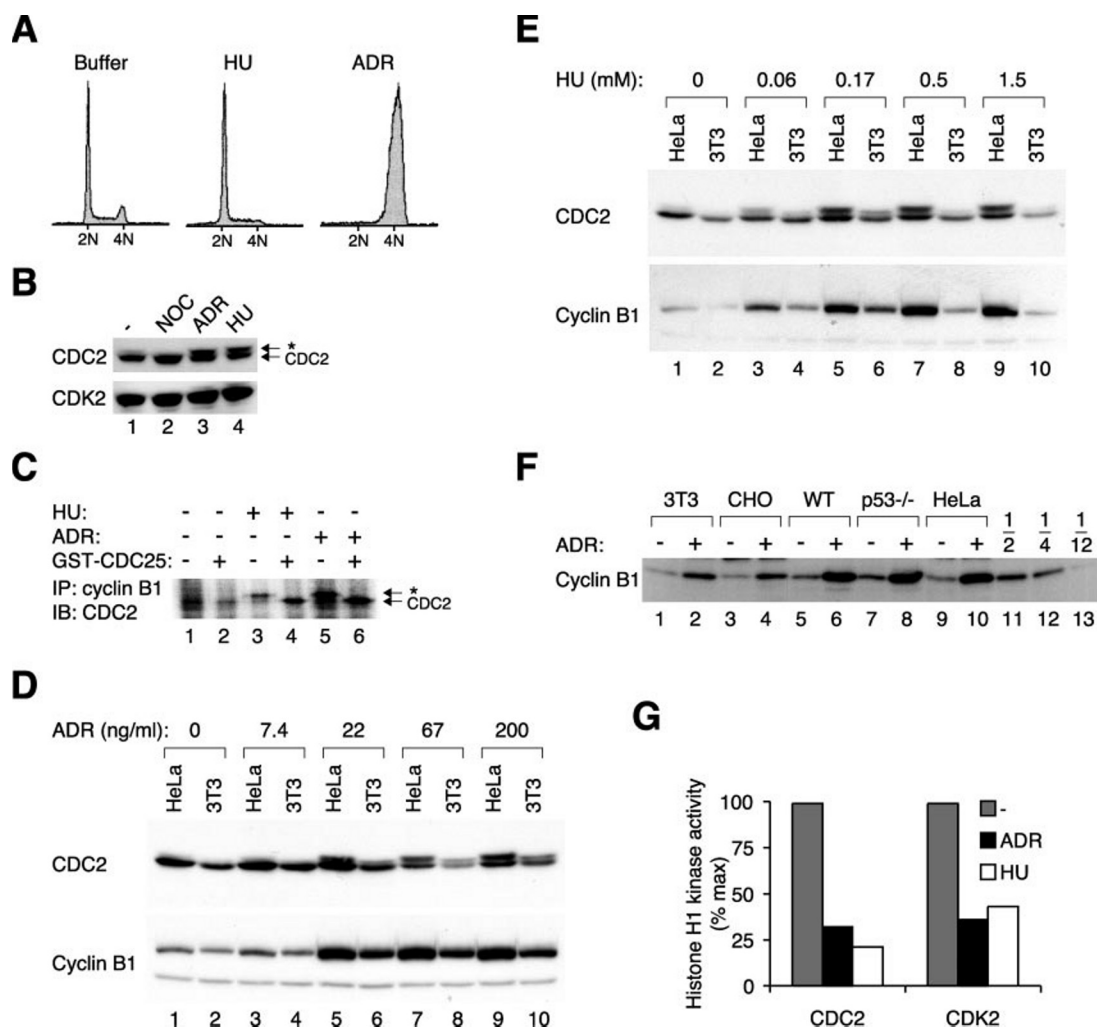 A
Buffer HU ADR
2N 4N 2N 4N 2N 4N
B
- NOC ADR HU
CDC2 *
CDC2
CDK2
1 2 3 4
C
HU: - - + + - -
ADR: - - - - + +
GST-CDC25: - + - + - +
IP: cyclin B1 *
IB: CDC2 CDC2
1 2 3 4 5 6
D
ADR (ng/ml): 0 7.4 22 67 200
HeLa 3T3 HeLa 3T3 HeLa 3T3 HeLa 3T3 HeLa 3T3
CDC2
Cyclin B1
1 2 3 4 5 6 7 8 9 10
E
HU (mM): 0 0.06 0.17 0.5 1.5
HeLa 3T3 HeLa 3T3 HeLa 3T3 HeLa 3T3 HeLa 3T3
CDC2
Cyclin B1
1 2 3 4 5 6 7 8 9 10
F
3T3 CHO WT p53-/- HeLa 1/2 1/4 1/12
ADR: - + - + - + - + - +
Cyclin B1
1 2 3 4 5 6 7 8 9 10 11 12 13
G
Histone H1 kinase activity
(% max)
100
75
50
25
0
-
ADR
HU
CDC2 CDK2